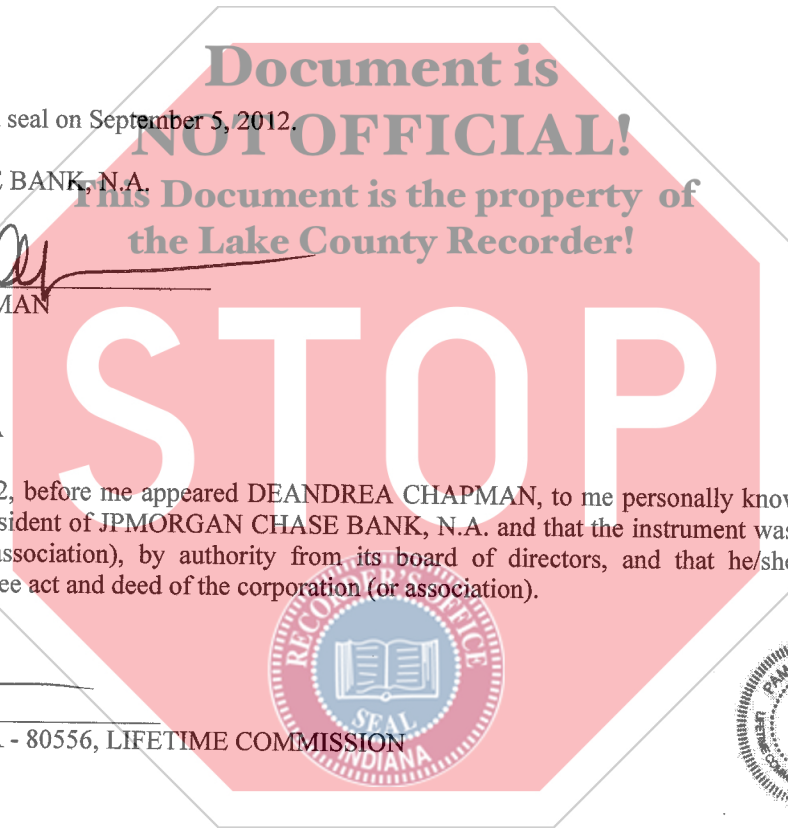 Document is
seal on September 5, 2012.
NOT OFFICIAL!
E BANK, N.A.
This Document is the property of
the Lake County Recorder!
MAN
STOP
2, before me appeared DEANDREA CHAPMAN, to me personally know
sident of JPMORGAN CHASE BANK, N.A. and that the instrument was
association), by authority from its board of directors, and that he/she
ee act and deed of the corporation (or association).
RECORDER'S OFFICE
SEAL
INDIANA
PAM
LIFETIME COMM
- 80556, LIFETIME COMMISSION